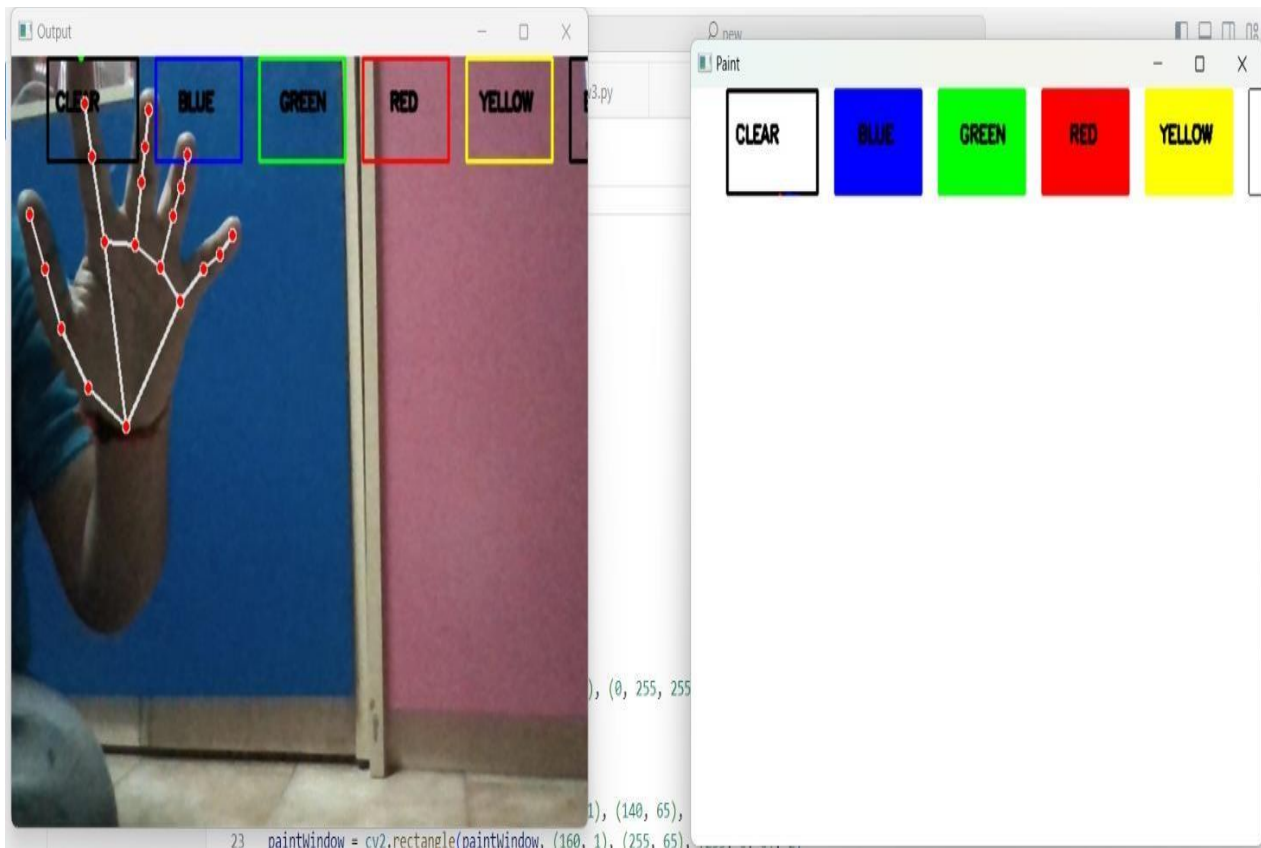 Output
CLEAR BLUE GREEN RED YELLOW
new
v3.py
Paint
CLEAR BLUE GREEN RED YELLOW
), (0, 255, 255
1), (140, 65),
23 paintWindow = cv2.rectangle(paintWindow, (160, 1), (255, 65),